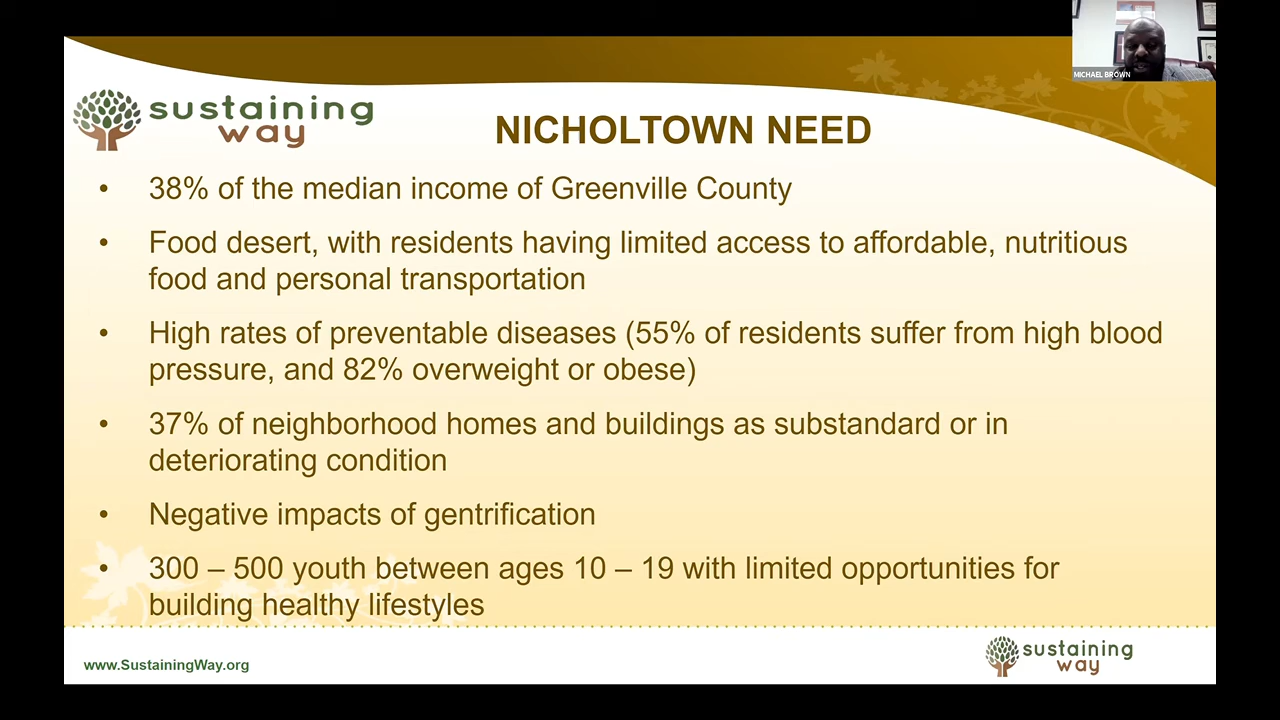 MICHAEL BROWN
sustaining
way
NICHOLTOWN NEED
• 38% of the median income of Greenville County
• Food desert, with residents having limited access to affordable, nutritious
food and personal transportation
• High rates of preventable diseases (55% of residents suffer from high blood
pressure, and 82% overweight or obese)
• 37% of neighborhood homes and buildings as substandard or in
deteriorating condition
• Negative impacts of gentrification
• 300 – 500 youth between ages 10 – 19 with limited opportunities for
building healthy lifestyles
www.SustainingWay.org
sustaining
way